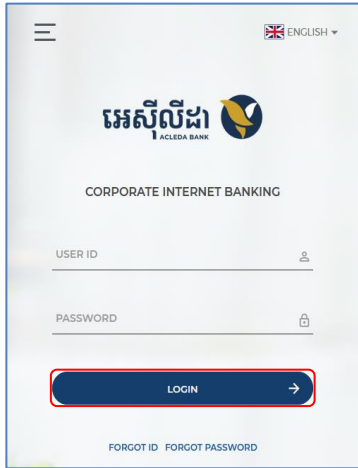 ENGLISH
អេស៊ីលីដា
ACLEDA BANK
CORPORATE INTERNET BANKING
USER ID
PASSWORD
LOGIN
FORGOT ID FORGOT PASSWORD